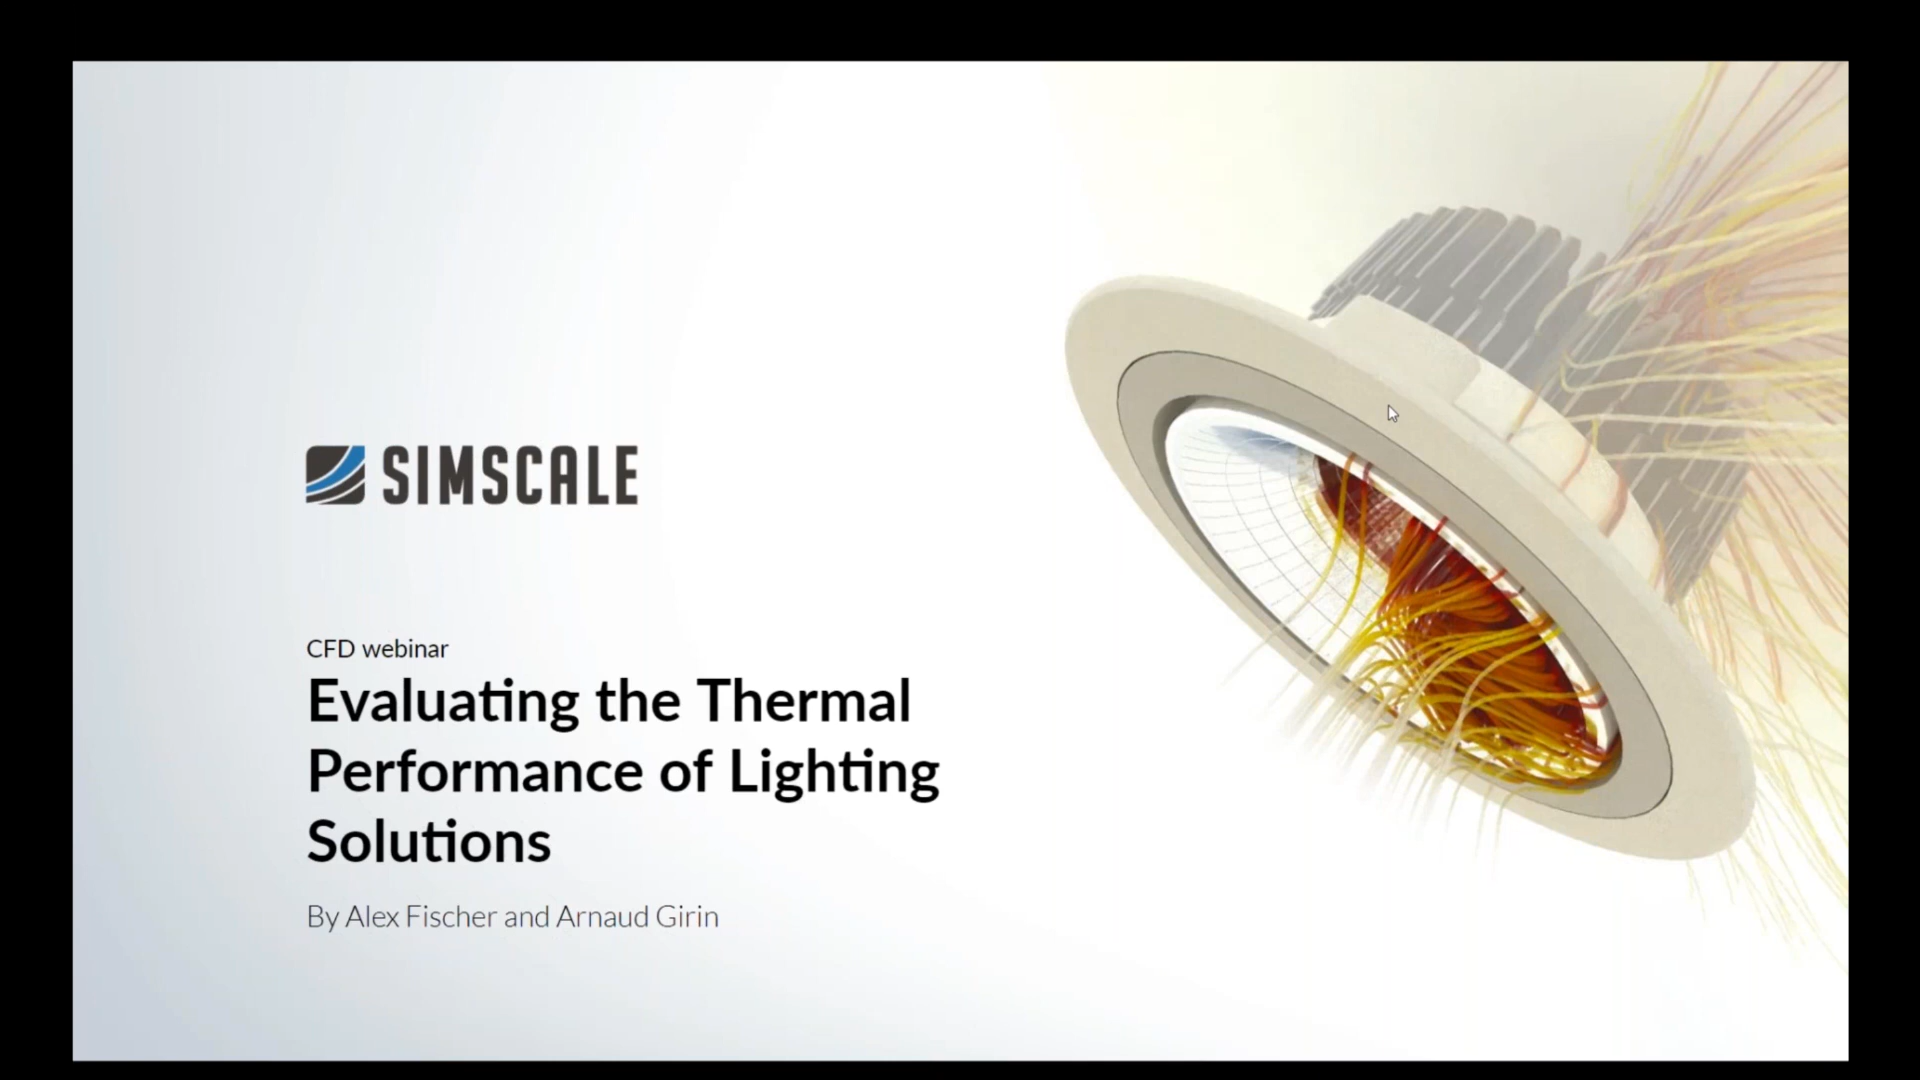 SIMSCALE
CFD webinar
Evaluating the Thermal
Performance of Lighting
Solutions
By Alex Fischer and Arnaud Girin